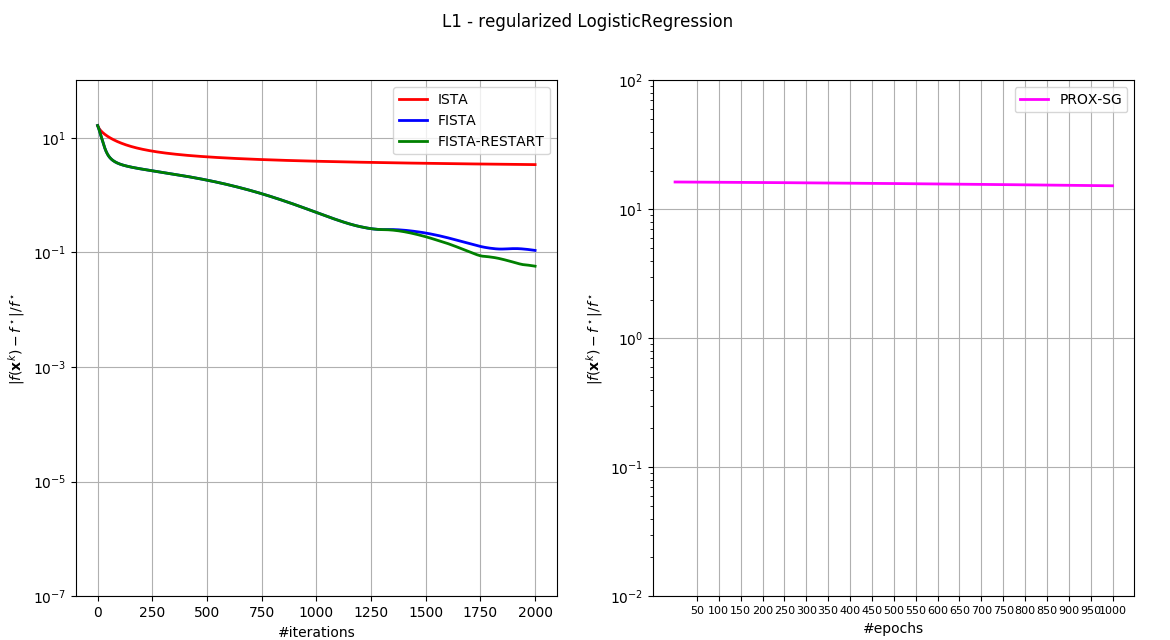 L1 - regularized LogisticRegression
ISTA
FISTA
FISTA-RESTART
10^1
10^-1
10^-3
10^-5
10^-7
|f(x^k) − f^⋆|/f^⋆
0 250 500 750 1000 1250 1500 1750 2000
#iterations
PROX-SG
10^2
10^1
10^0
10^-1
10^-2
|f(x^k) − f^⋆|/f^⋆
50 100 150 200 250 300 350 400 450 500 550 600 650 700 750 800 850 900 950 1000
#epochs